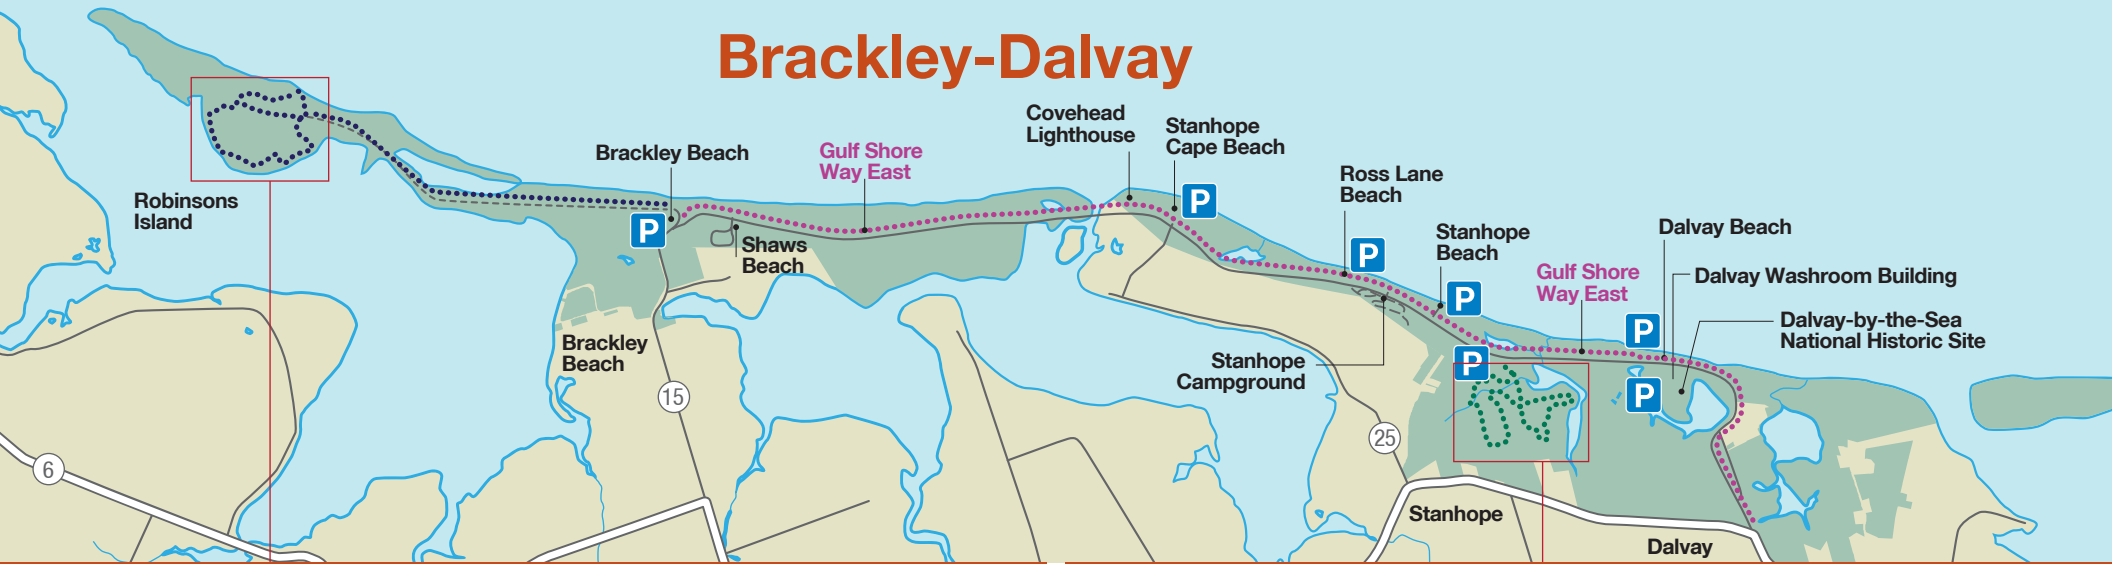 Brackley-Dalvay
Robinsons
Island
Brackley Beach
P
Gulf Shore
Way East
Shaws
Beach
Brackley
Beach
15
6
Covehead
Lighthouse
Stanhope
Cape Beach
P
Ross Lane
Beach
P
Stanhope
Beach
P
P
Stanhope
Campground
25
Gulf Shore
Way East
Dalvay Beach
P
P
Dalvay Washroom Building
Dalvay-by-the-Sea
National Historic Site
Stanhope
Dalvay